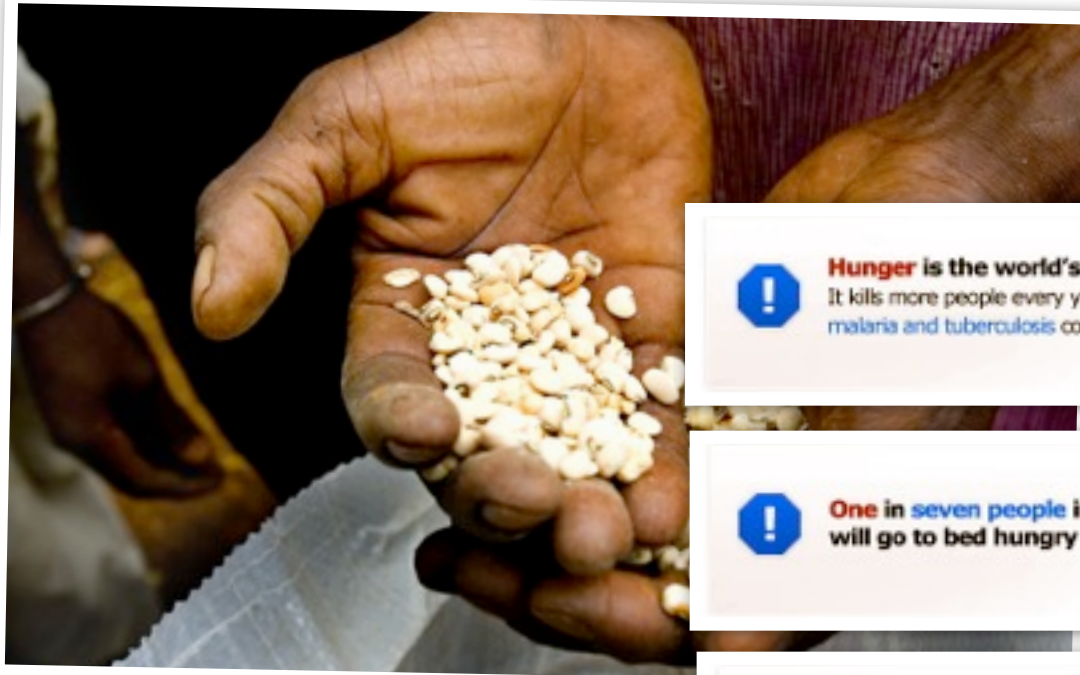 Hunger is the world's
It kills more people every y
malaria and tuberculosis co
One in seven people i
will go to bed hungry